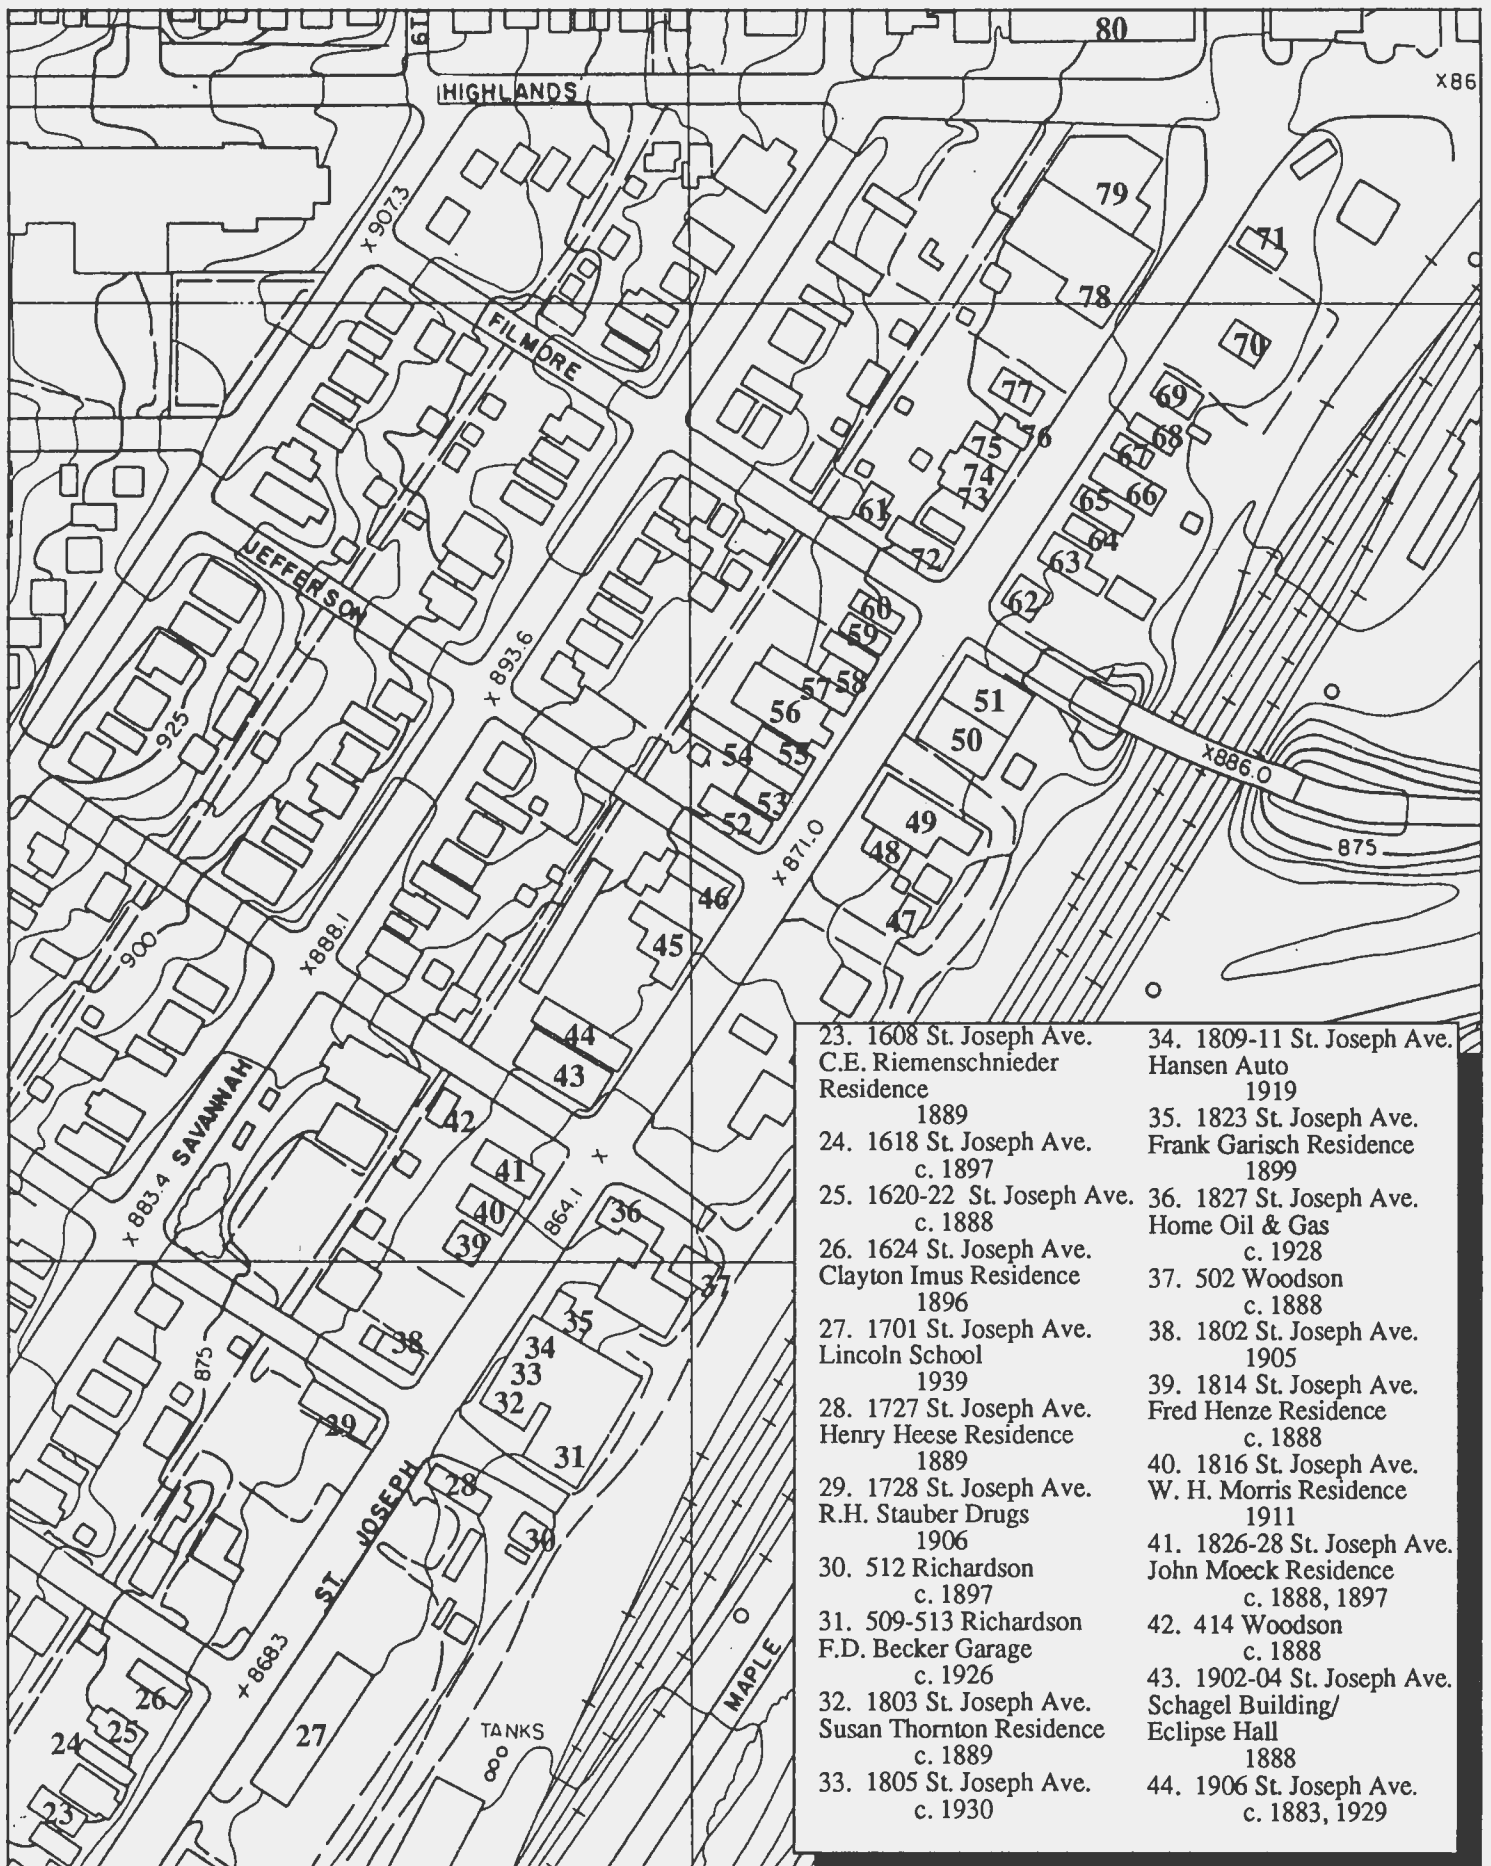 61
80
HIGHLANDS
X86
X907.3
79
71
78
FILMORE
70
77
69
76
75
68
67
74
73
66
65
61
64
72
63
JEFFERSON
62
60
59
X 893.6
58
57
51
56
925
50
55
54
X886.0
53
52
49
X 871.0
48
875
46
47
45
X888.1
900
44
43
SAVANNAH
42
X
41
X 883.4
40
36
864.1
39
37
35
38
34
33
875
32
29
31
28
ST. JOSEPH
30
X868.3
MAPLE
26
25
27
24
TANKS
23
23. 1608 St. Joseph Ave.
C.E. Riemenschnieder
Residence
1889
24. 1618 St. Joseph Ave.
c. 1897
25. 1620-22 St. Joseph Ave.
c. 1888
26. 1624 St. Joseph Ave.
Clayton Imus Residence
1896
27. 1701 St. Joseph Ave.
Lincoln School
1939
28. 1727 St. Joseph Ave.
Henry Heese Residence
1889
29. 1728 St. Joseph Ave.
R.H. Stauber Drugs
1906
30. 512 Richardson
c. 1897
31. 509-513 Richardson
F.D. Becker Garage
c. 1926
32. 1803 St. Joseph Ave.
Susan Thornton Residence
c. 1889
33. 1805 St. Joseph Ave.
c. 1930
34. 1809-11 St. Joseph Ave.
Hansen Auto
1919
35. 1823 St. Joseph Ave.
Frank Garisch Residence
1899
36. 1827 St. Joseph Ave.
Home Oil & Gas
c. 1928
37. 502 Woodson
c. 1888
38. 1802 St. Joseph Ave.
1905
39. 1814 St. Joseph Ave.
Fred Henze Residence
c. 1888
40. 1816 St. Joseph Ave.
W. H. Morris Residence
1911
41. 1826-28 St. Joseph Ave.
John Moeck Residence
c. 1888, 1897
42. 414 Woodson
c. 1888
43. 1902-04 St. Joseph Ave.
Schagel Building/
Eclipse Hall
1888
44. 1906 St. Joseph Ave.
c. 1883, 1929